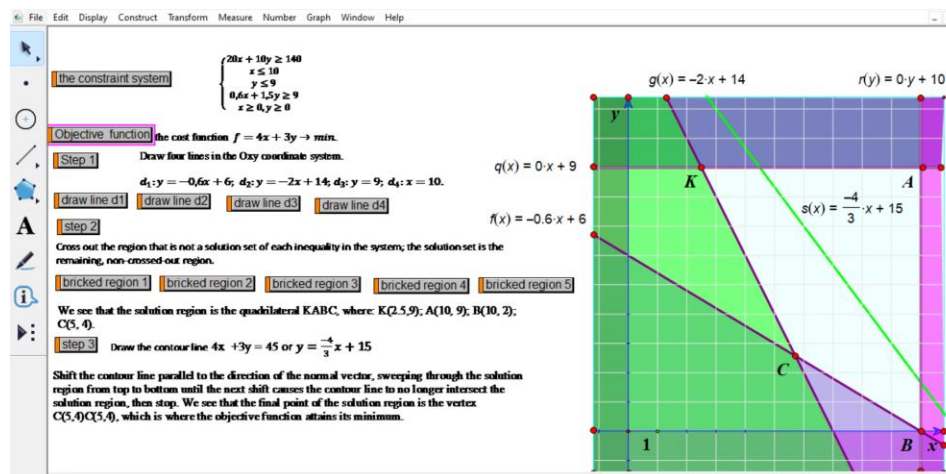 File Edit Display Construct Transform Measure Number Graph Window Help
the constraint system
20x + 10y ≥ 140
x ≤ 10
y ≤ 9
0,6x + 1,5y ≥ 9
x ≥ 0, y ≥ 0
Objective function the cost function f = 4x + 3y → min.
Step 1 Draw four lines in the Oxy coordinate system.
d₁: y = −0,6x + 6; d₂: y = −2x + 14; d₃: y = 9; d₄: x = 10.
draw line d1 draw line d2 draw line d3 draw line d4
step 2
Cross out the region that is not a solution set of each inequality in the system; the solution set is the
remaining, non-crossed-out region.
bricked region 1 bricked region 2 bricked region 3 bricked region 4 bricked region 5
We see that the solution region is the quadrilateral KABC, where: K(2.5,9); A(10, 9); B(10, 2);
C(5, 4).
step 3 Draw the contour line 4x +3y = 45 or y = −4/3 x + 15
Shift the contour line parallel to the direction of the normal vector, sweeping through the solution
region from top to bottom until the next shift causes the contour line to no longer intersect the
solution region, then stop. We see that the final point of the solution region is the vertex
C(5,4)C(5,4), which is where the objective function attains its minimum.
A
g(x) = −2·x + 14
r(y) = 0·y + 10
y
q(x) = 0·x + 9
K
A
s(x) = −4/3 ·x + 15
f(x) = −0.6·x + 6
C
1
B
x